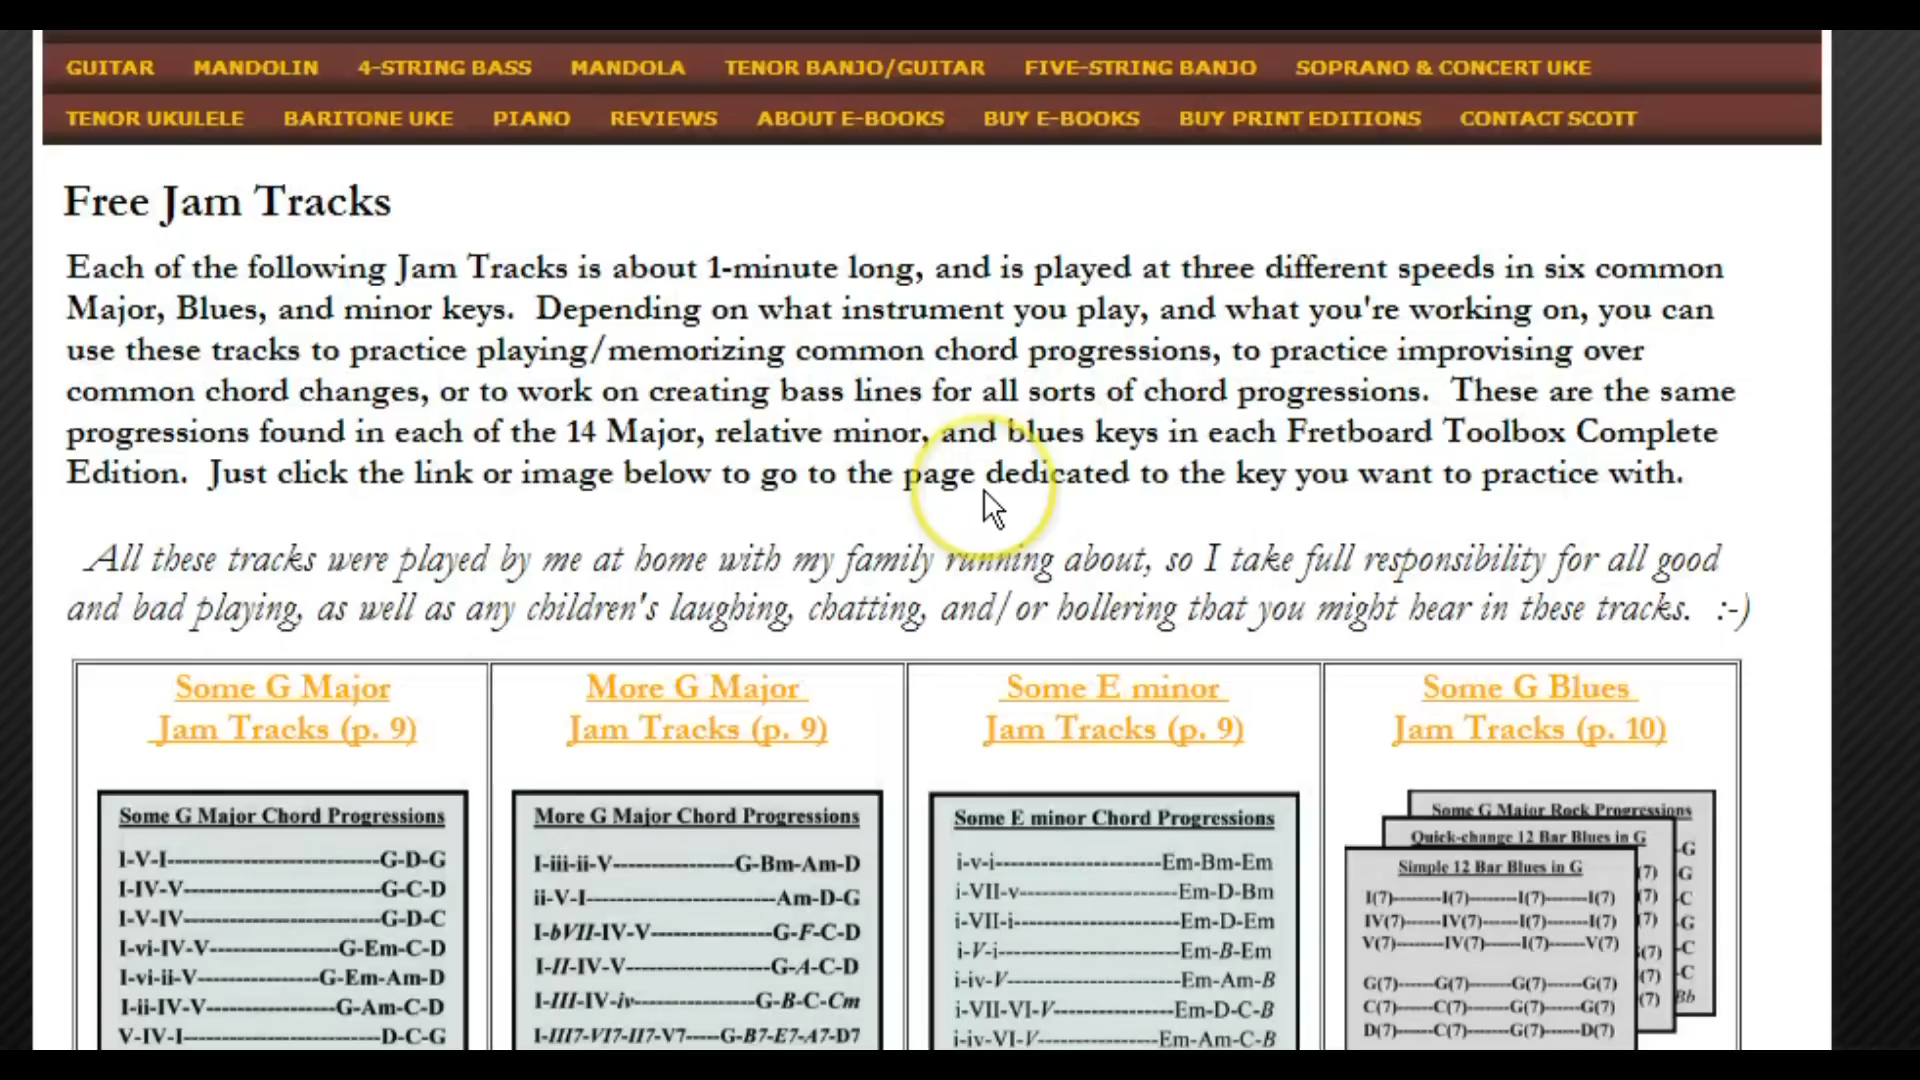 GUITAR MANDOLIN 4-STRING BASS MANDOLA TENOR BANJO/GUITAR FIVE-STRING BANJO SOPRANO & CONCERT UKE
TENOR UKULELE BARITONE UKE PIANO REVIEWS ABOUT E-BOOKS BUY E-BOOKS BUY PRINT EDITIONS CONTACT SCOTT
Free Jam Tracks
Each of the following Jam Tracks is about 1-minute long, and is played at three different speeds in six common
Major, Blues, and minor keys. Depending on what instrument you play, and what you're working on, you can
use these tracks to practice playing/memorizing common chord progressions, to practice improvising over
common chord changes, or to work on creating bass lines for all sorts of chord progressions. These are the same
progressions found in each of the 14 Major, relative minor, and blues keys in each Fretboard Toolbox Complete
Edition. Just click the link or image below to go to the page dedicated to the key you want to practice with.
All these tracks were played by me at home with my family running about, so I take full responsibility for all good
and bad playing, as well as any children's laughing, chatting, and/or hollering that you might hear in these tracks. :-)
Some G Major
Jam Tracks (p. 9)
Some G Major Chord Progressions
I-V-I------------------------------G-D-G
I-IV-V-----------------------------G-C-D
I-V-IV-----------------------------G-D-C
I-vi-IV-V--------------------G-Em-C-D
I-vi-ii-V------------------G-Em-Am-D
I-ii-IV-V-------------------G-Am-C-D
V-IV-I-----------------------------D-C-G
More G Major
Jam Tracks (p. 9)
More G Major Chord Progressions
I-iii-ii-V-----------------G-Bm-Am-D
ii-V-I--------------------------Am-D-G
I-bVII-IV-V------------------G-F-C-D
I-II-IV-V----------------------G-A-C-D
I-III-IV-iv-------------------G-B-C-Cm
I-III7-VI7-II7-V7-----G-B7-E7-A7-D7
Some E minor
Jam Tracks (p. 9)
Some E minor Chord Progressions
i-v-i--------------------------Em-Bm-Em
i-VII-v-------------------------Em-D-Bm
i-VII-i--------------------------Em-D-Em
i-V-i-----------------------------Em-B-Em
i-iv-V---------------------------Em-Am-B
i-VII-VI-V-------------------Em-D-C-B
i-iv-VI-V-------------------Em-Am-C-B
Some G Blues
Jam Tracks (p. 10)
Some G Major Rock Progressions
Quick-change 12 Bar Blues in G
Simple 12 Bar Blues in G
I(7)--------I(7)--------I(7)-------I(7)
IV(7)------IV(7)------I(7)-------I(7)
V(7)-------IV(7)------I(7)------V(7)
G(7)------G(7)------G(7)------G(7)
C(7)------C(7)------G(7)------G(7)
D(7)------C(7)------G(7)------D(7)
-G
(7) G
(7) -C
(7) -G
(7) -C
(7) -C
(7) Bb